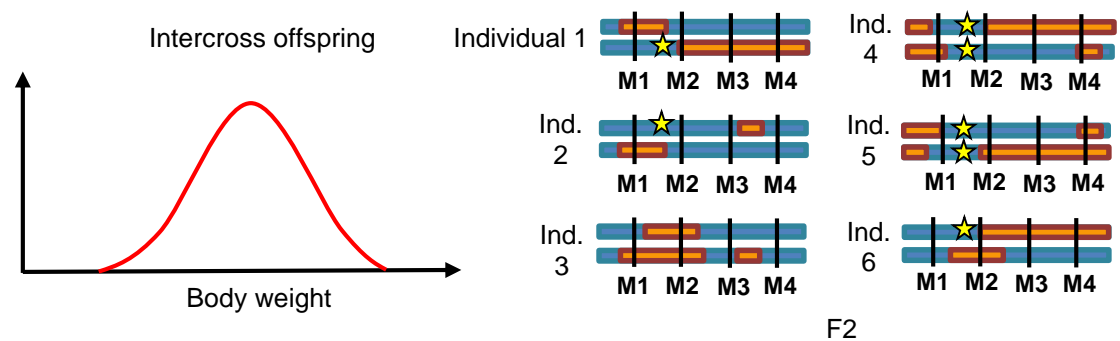 Intercross offspring
Body weight
Individual 1
M1 M2 M3 M4
Ind.
2
M1 M2 M3 M4
Ind.
3
M1 M2 M3 M4
Ind.
4
M1 M2 M3 M4
Ind.
5
M1 M2 M3 M4
Ind.
6
M1 M2 M3 M4
F2